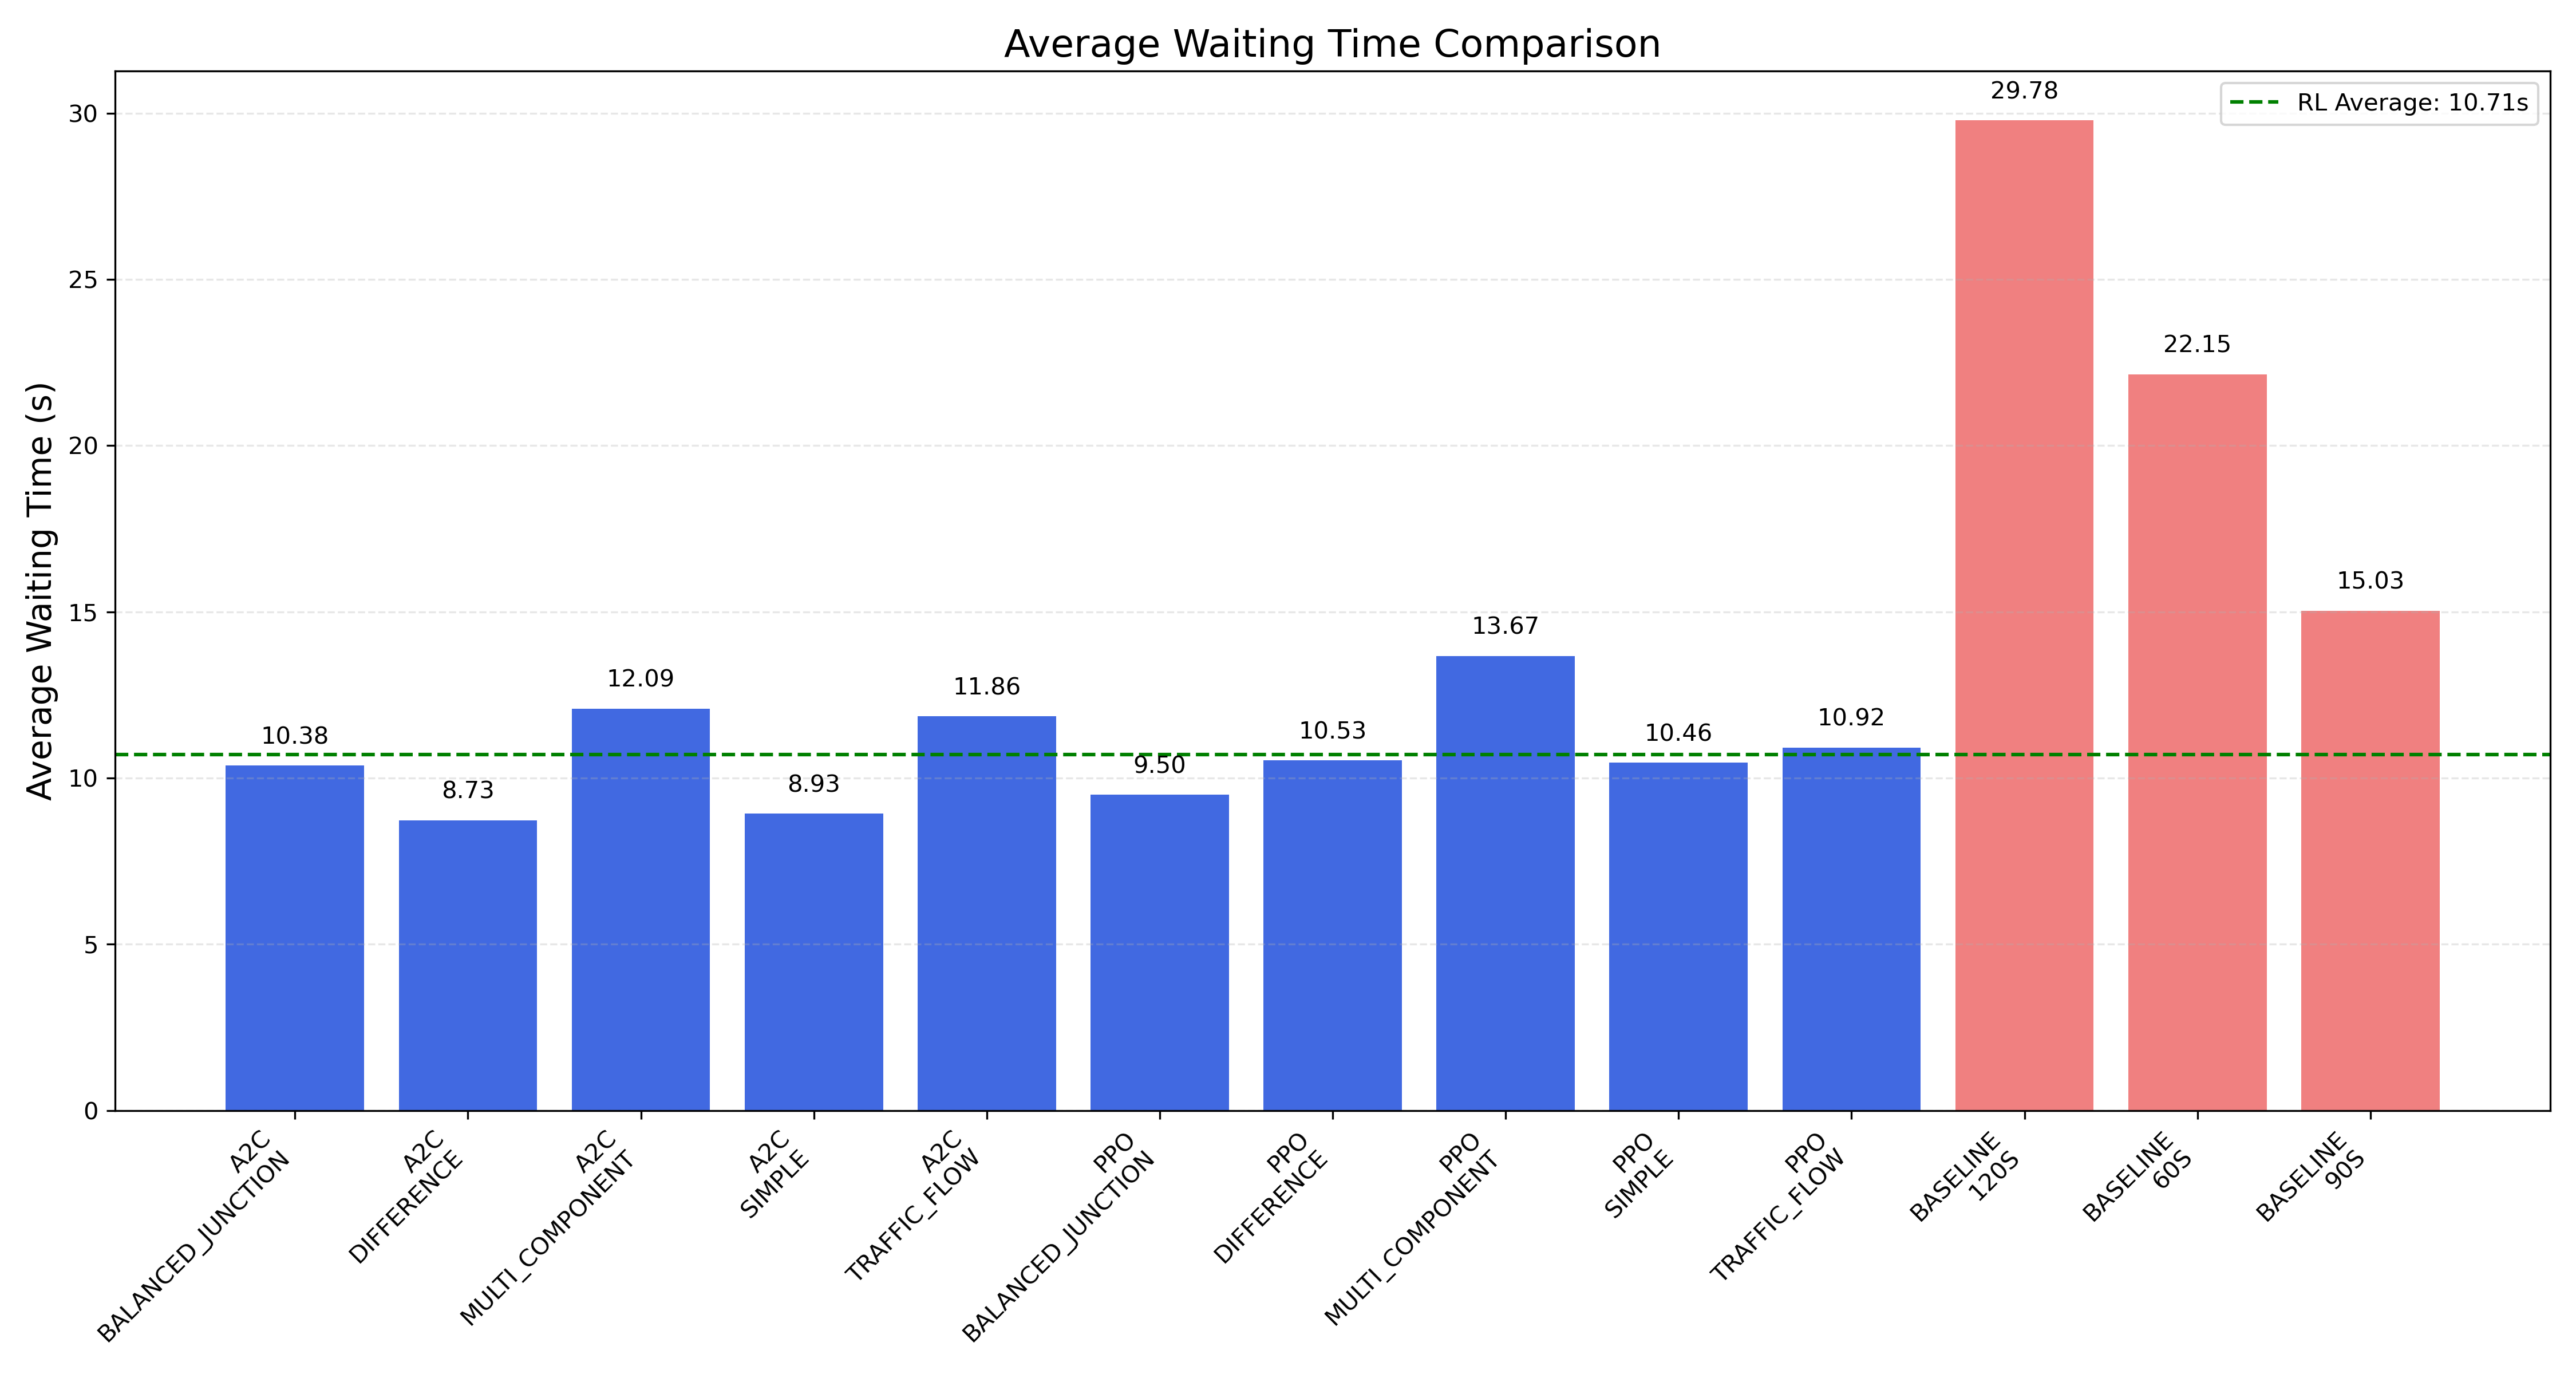 Average Waiting Time Comparison
RL Average: 10.71s
Average Waiting Time (s)
30
25
20
15
10
5
0
10.38
8.73
12.09
8.93
11.86
9.50
10.53
13.67
10.46
10.92
29.78
22.15
15.03
A2C
BALANCED_JUNCTION
A2C
DIFFERENCE
A2C
MULTI_COMPONENT
A2C
SIMPLE
A2C
TRAFFIC_FLOW
PPO
BALANCED_JUNCTION
PPO
DIFFERENCE
PPO
MULTI_COMPONENT
PPO
SIMPLE
PPO
TRAFFIC_FLOW
BASELINE
120S
BASELINE
60S
BASELINE
90S